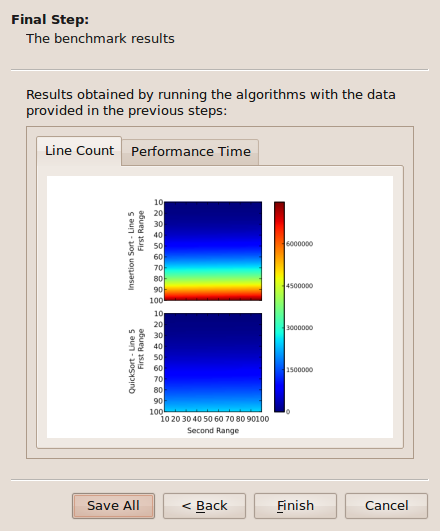 Final Step:
The benchmark results
Results obtained by running the algorithms with the data
provided in the previous steps:
Line Count
Performance Time
Insertion Sort - Line 5
First Range
10
20
30
40
50
60
70
80
90
100
6000000
4500000
3000000
1500000
0
QuickSort - Line 5
First Range
10
20
30
40
50
60
70
80
90
100
10 20 30 40 50 60 70 80 90100
Second Range
Save All
< Back
Finish
Cancel